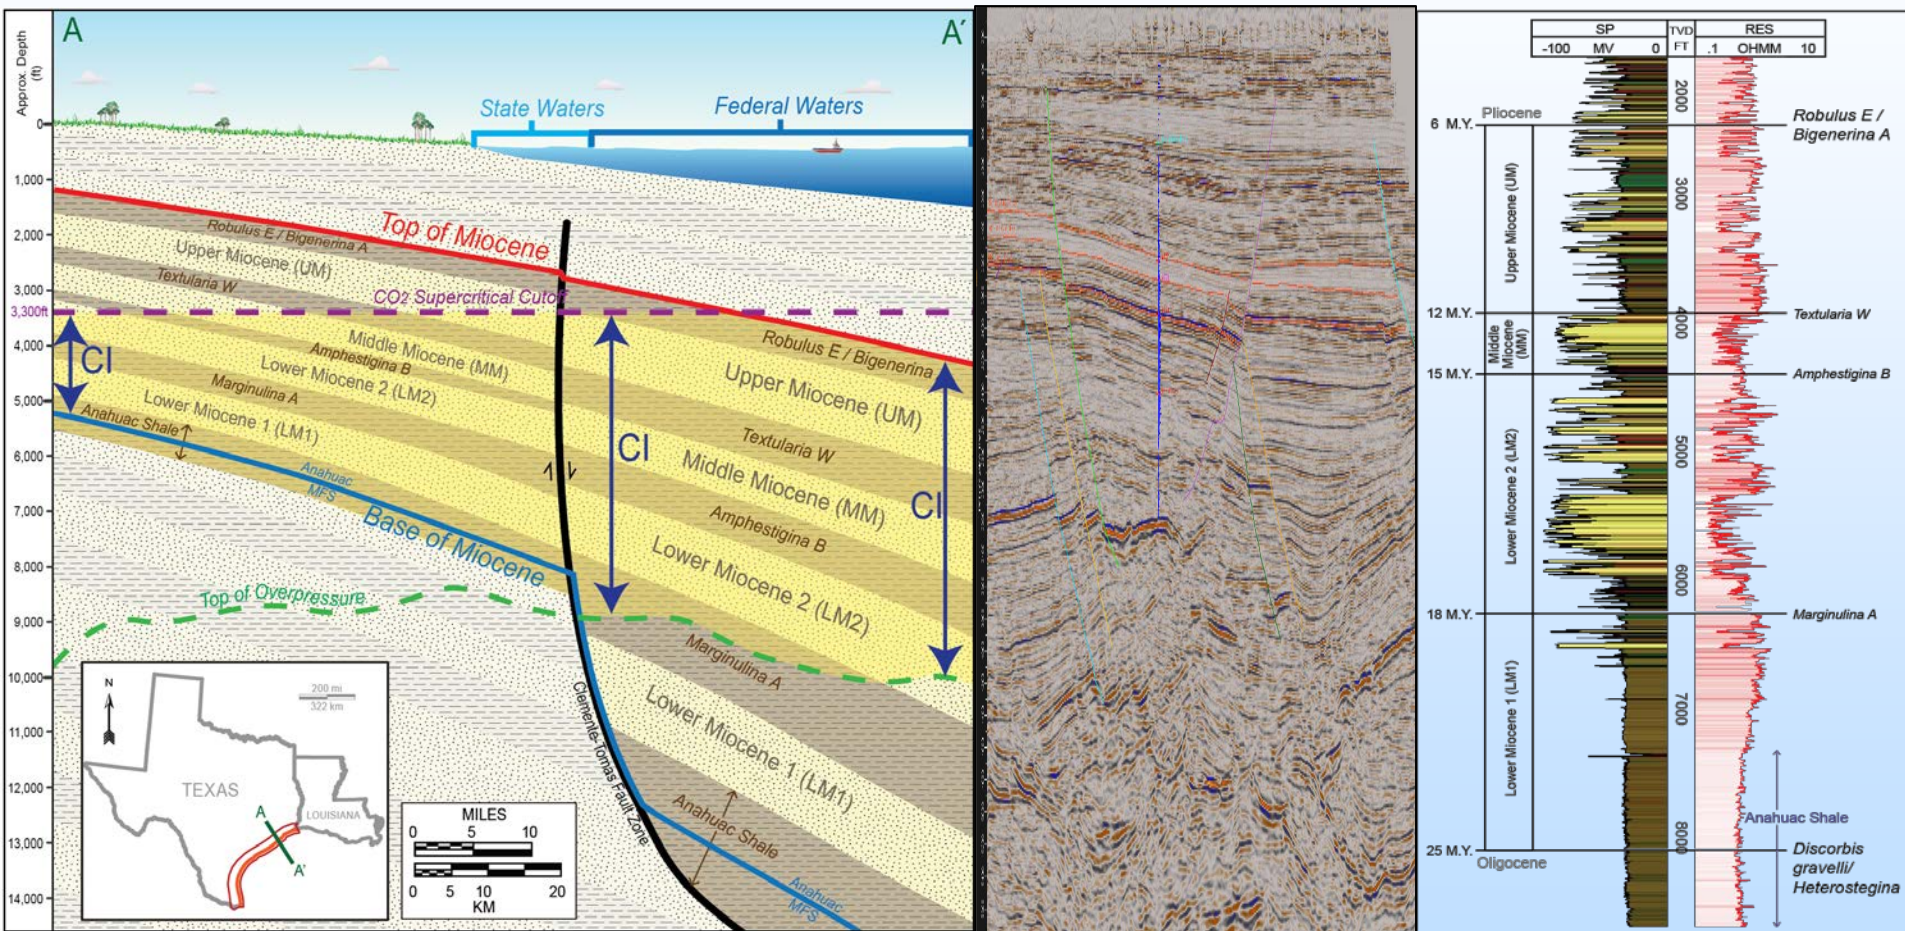 A
A′
Approx. Depth
(ft)
State Waters
Federal Waters
0
1,000
2,000
3,000
3,300ft
4,000
5,000
6,000
7,000
8,000
9,000
10,000
11,000
12,000
13,000
14,000
Top of Miocene
Robulus E / Bigenerina A
Upper Miocene (UM)
Textularia W
CO2 Supercritical Cutoff
CI
Middle Miocene (MM)
Amphestigina B
Lower Miocene 2 (LM2)
Marginulina A
Lower Miocene 1 (LM1)
Anahuac Shale
Anahuac
MFS
Base of Miocene
Top of Overpressure
CI
Robulus E / Bigenerina
Upper Miocene (UM)
Textularia W
Middle Miocene (MM)
Amphestigina B
Lower Miocene 2 (LM2)
CI
Marginulina A
Lower Miocene 1 (LM1)
Anahuac Shale
Anahuac
MFS
Clemente-Tomas Fault Zone
N
200 mi
322 km
TEXAS
LOUISIANA
A
A'
MILES
0 5 10
0 5 10 20
KM
SP
TVD
RES
-100 MV 0
FT
.1 OHMM 10
Pliocene
6 M.Y.
Robulus E /
Bigenerina A
Upper Miocene (UM)
12 M.Y.
Textularia W
Middle
Miocene
(MM)
15 M.Y.
Amphestigina B
Lower Miocene 2 (LM2)
18 M.Y.
Marginulina A
Lower Miocene 1 (LM1)
25 M.Y.
Oligocene
2000
3000
4000
5000
6000
7000
8000
Anahuac Shale
Discorbis
gravelli/
Heterostegina